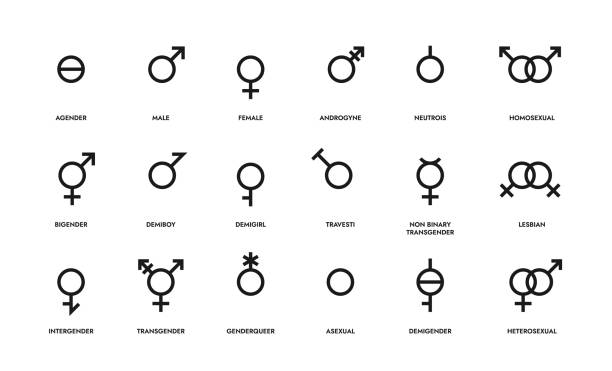 AGENDER
MALE
FEMALE
ANDROGYNE
NEUTROIS
HOMOSEXUAL
BIGENDER
DEMIBOY
DEMIGIRL
TRAVESTI
NON BINARY
TRANSGENDER
LESBIAN
INTERGENDER
TRANSGENDER
GENDERQUEER
ASEXUAL
DEMIGENDER
HETEROSEXUAL